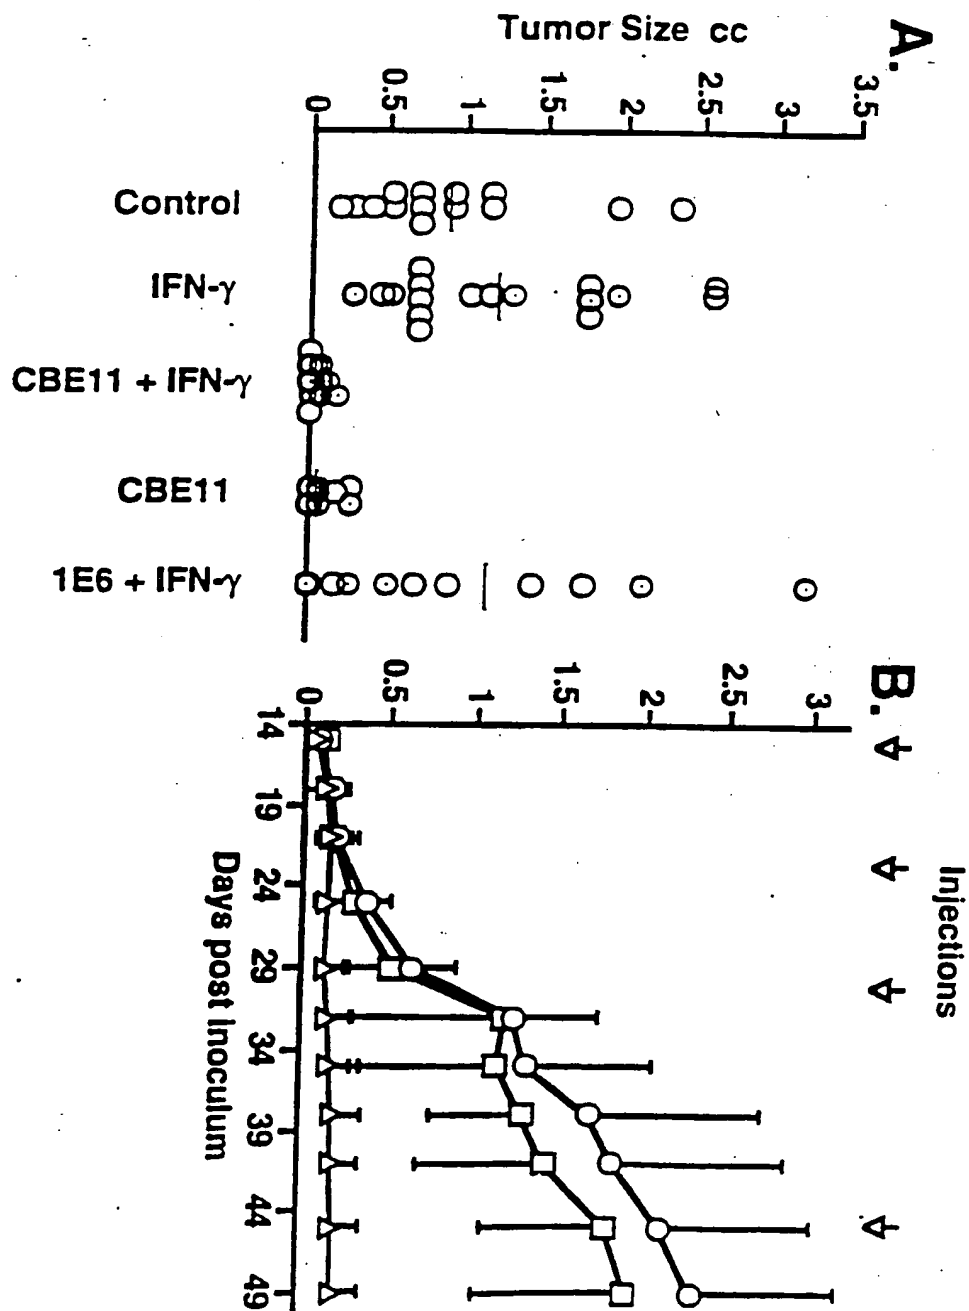 A.
Tumor Size cc
3.5
3
2.5
2
1.5
1
0.5
0
Control
IFN-γ
CBE11 + IFN-γ
CBE11
1E6 + IFN-γ
B.
Injections
3
2.5
2
1.5
1
0.5
0
14
19
24
29
34
39
44
49
Days post inoculum